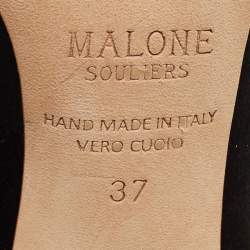 MALONE
SOULIERS
HAND MADE IN ITALY
VERO CUOIO
37